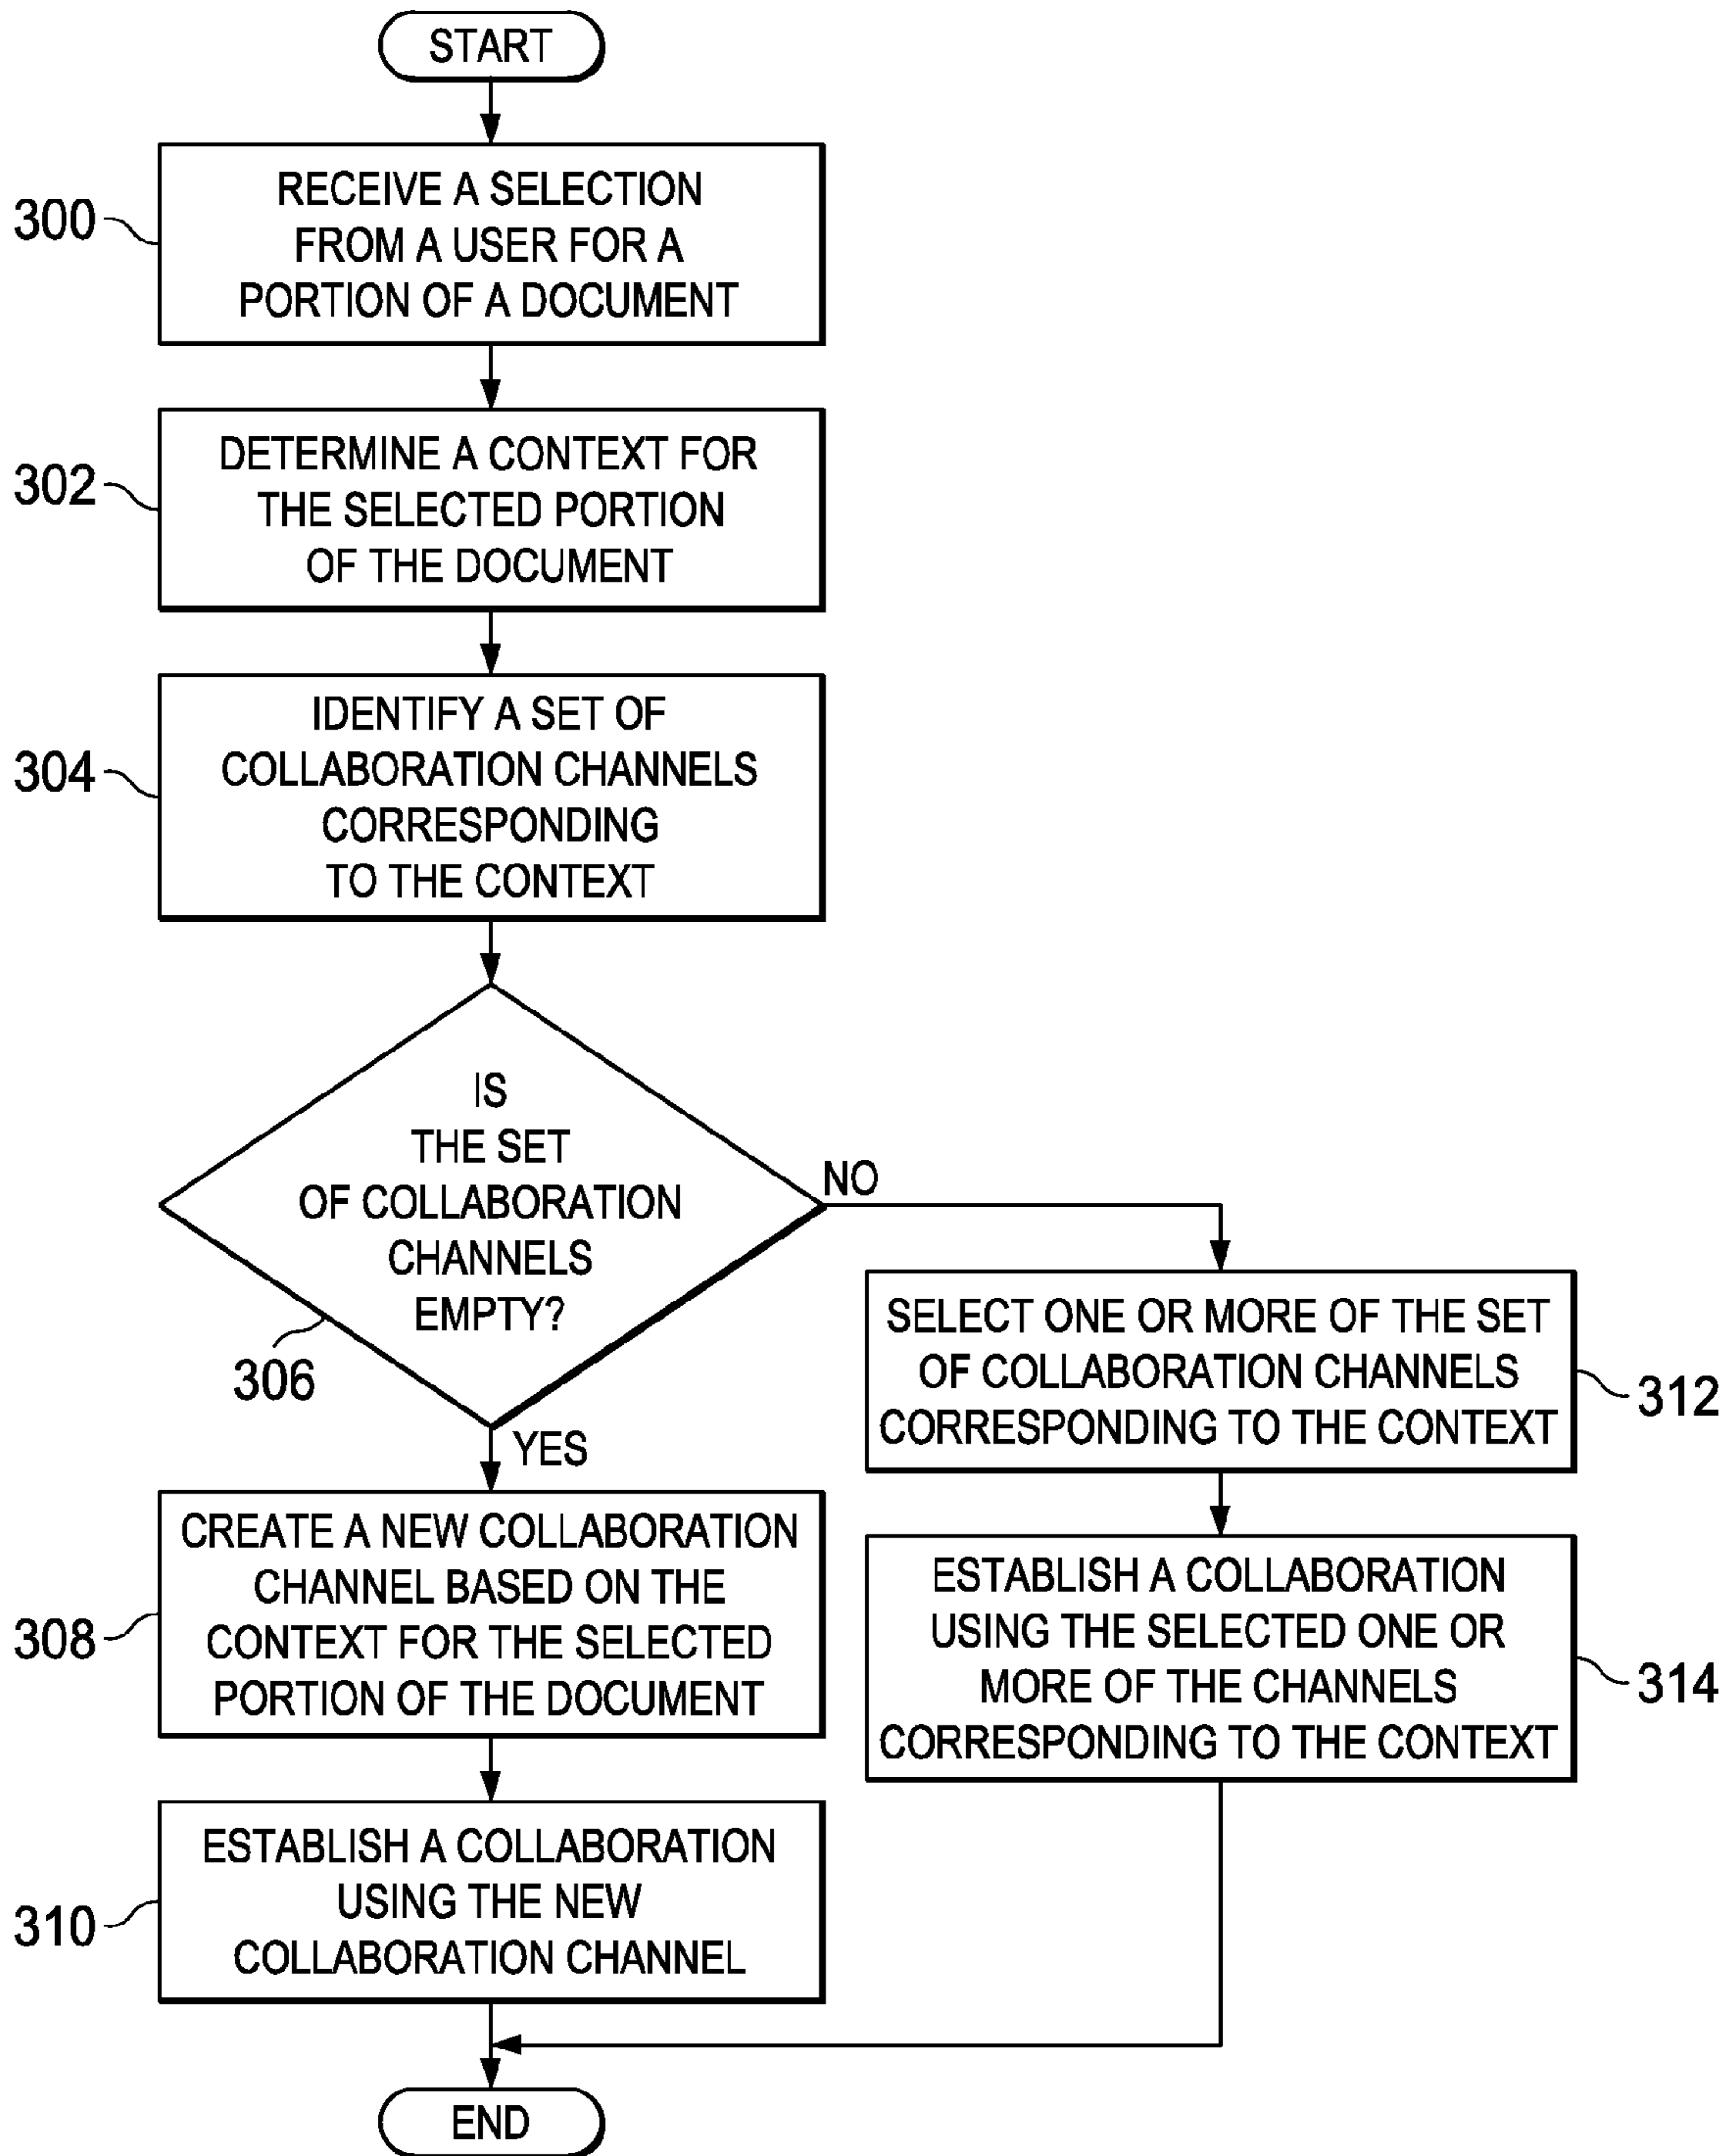 START
300
RECEIVE A SELECTION
FROM A USER FOR A
PORTION OF A DOCUMENT
302
DETERMINE A CONTEXT FOR
THE SELECTED PORTION
OF THE DOCUMENT
304
IDENTIFY A SET OF
COLLABORATION CHANNELS
CORRESPONDING
TO THE CONTEXT
IS
THE SET
OF COLLABORATION
CHANNELS
EMPTY?
306
NO
YES
308
CREATE A NEW COLLABORATION
CHANNEL BASED ON THE
CONTEXT FOR THE SELECTED
PORTION OF THE DOCUMENT
310
ESTABLISH A COLLABORATION
USING THE NEW
COLLABORATION CHANNEL
SELECT ONE OR MORE OF THE SET
OF COLLABORATION CHANNELS
CORRESPONDING TO THE CONTEXT
312
ESTABLISH A COLLABORATION
USING THE SELECTED ONE OR
MORE OF THE CHANNELS
CORRESPONDING TO THE CONTEXT
314
END